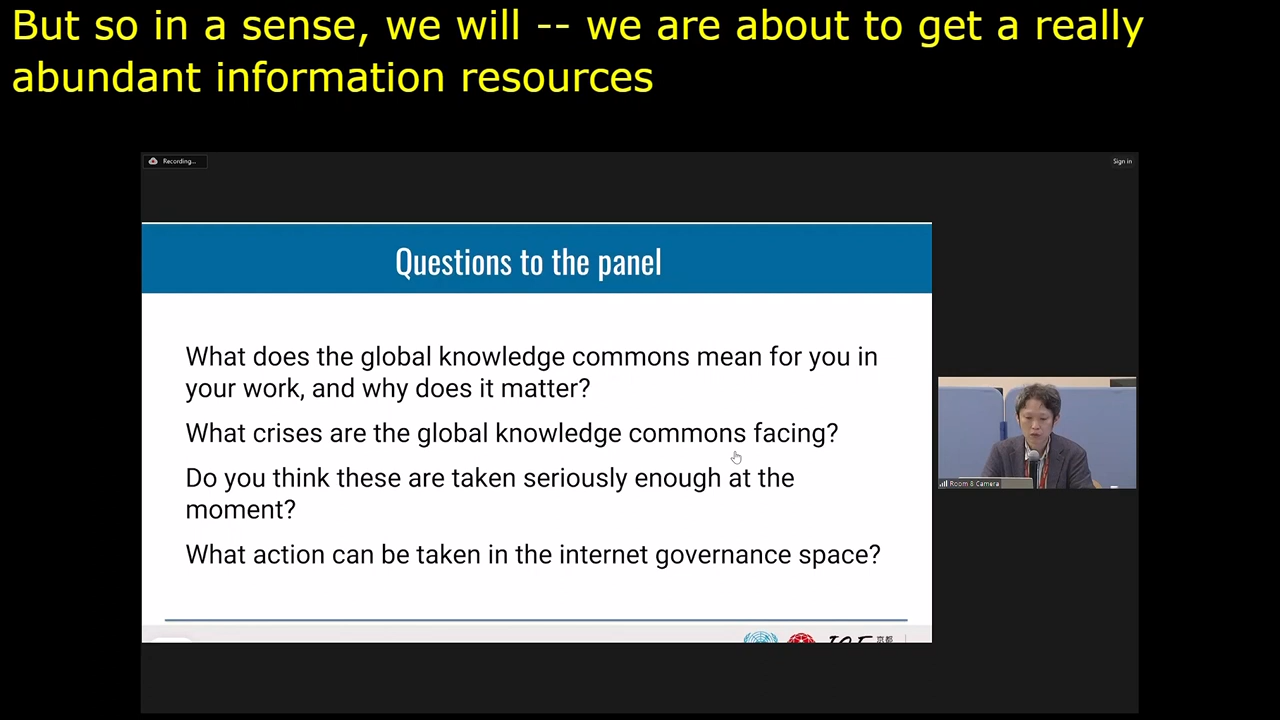 But so in a sense, we will -- we are about to get a really
abundant information resources
Recording...
Sign in
Questions to the panel
What does the global knowledge commons mean for you in
your work, and why does it matter?
What crises are the global knowledge commons facing?
Do you think these are taken seriously enough at the
moment?
What action can be taken in the internet governance space?
Room 8 Camera
IGF 京都